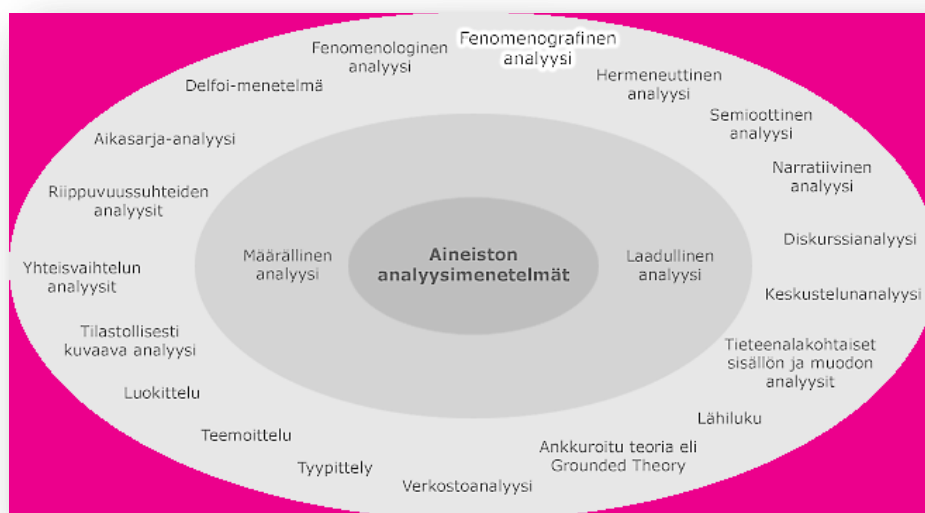 Fenomenografinen
analyysi
Fenomenologinen
analyysi
Hermeneuttinen
analyysi
Delfoi-menetelmä
Semioottinen
analyysi
Aikasarja-analyysi
Narratiivinen
analyysi
Riippuvuussuhteiden
analyysit
Diskurssianalyysi
Määrällinen
analyysi
Aineiston
analyysimenetelmät
Laadullinen
analyysi
Yhteisvaihtelun
analyysit
Keskustelunanalyysi
Tilastollisesti
kuvaava analyysi
Tieteenalakohtaiset
sisällön ja muodon
analyysit
Luokittelu
Lähiluku
Teemoittelu
Ankkuroitu teoria eli
Grounded Theory
Tyypittely
Verkostoanalyysi